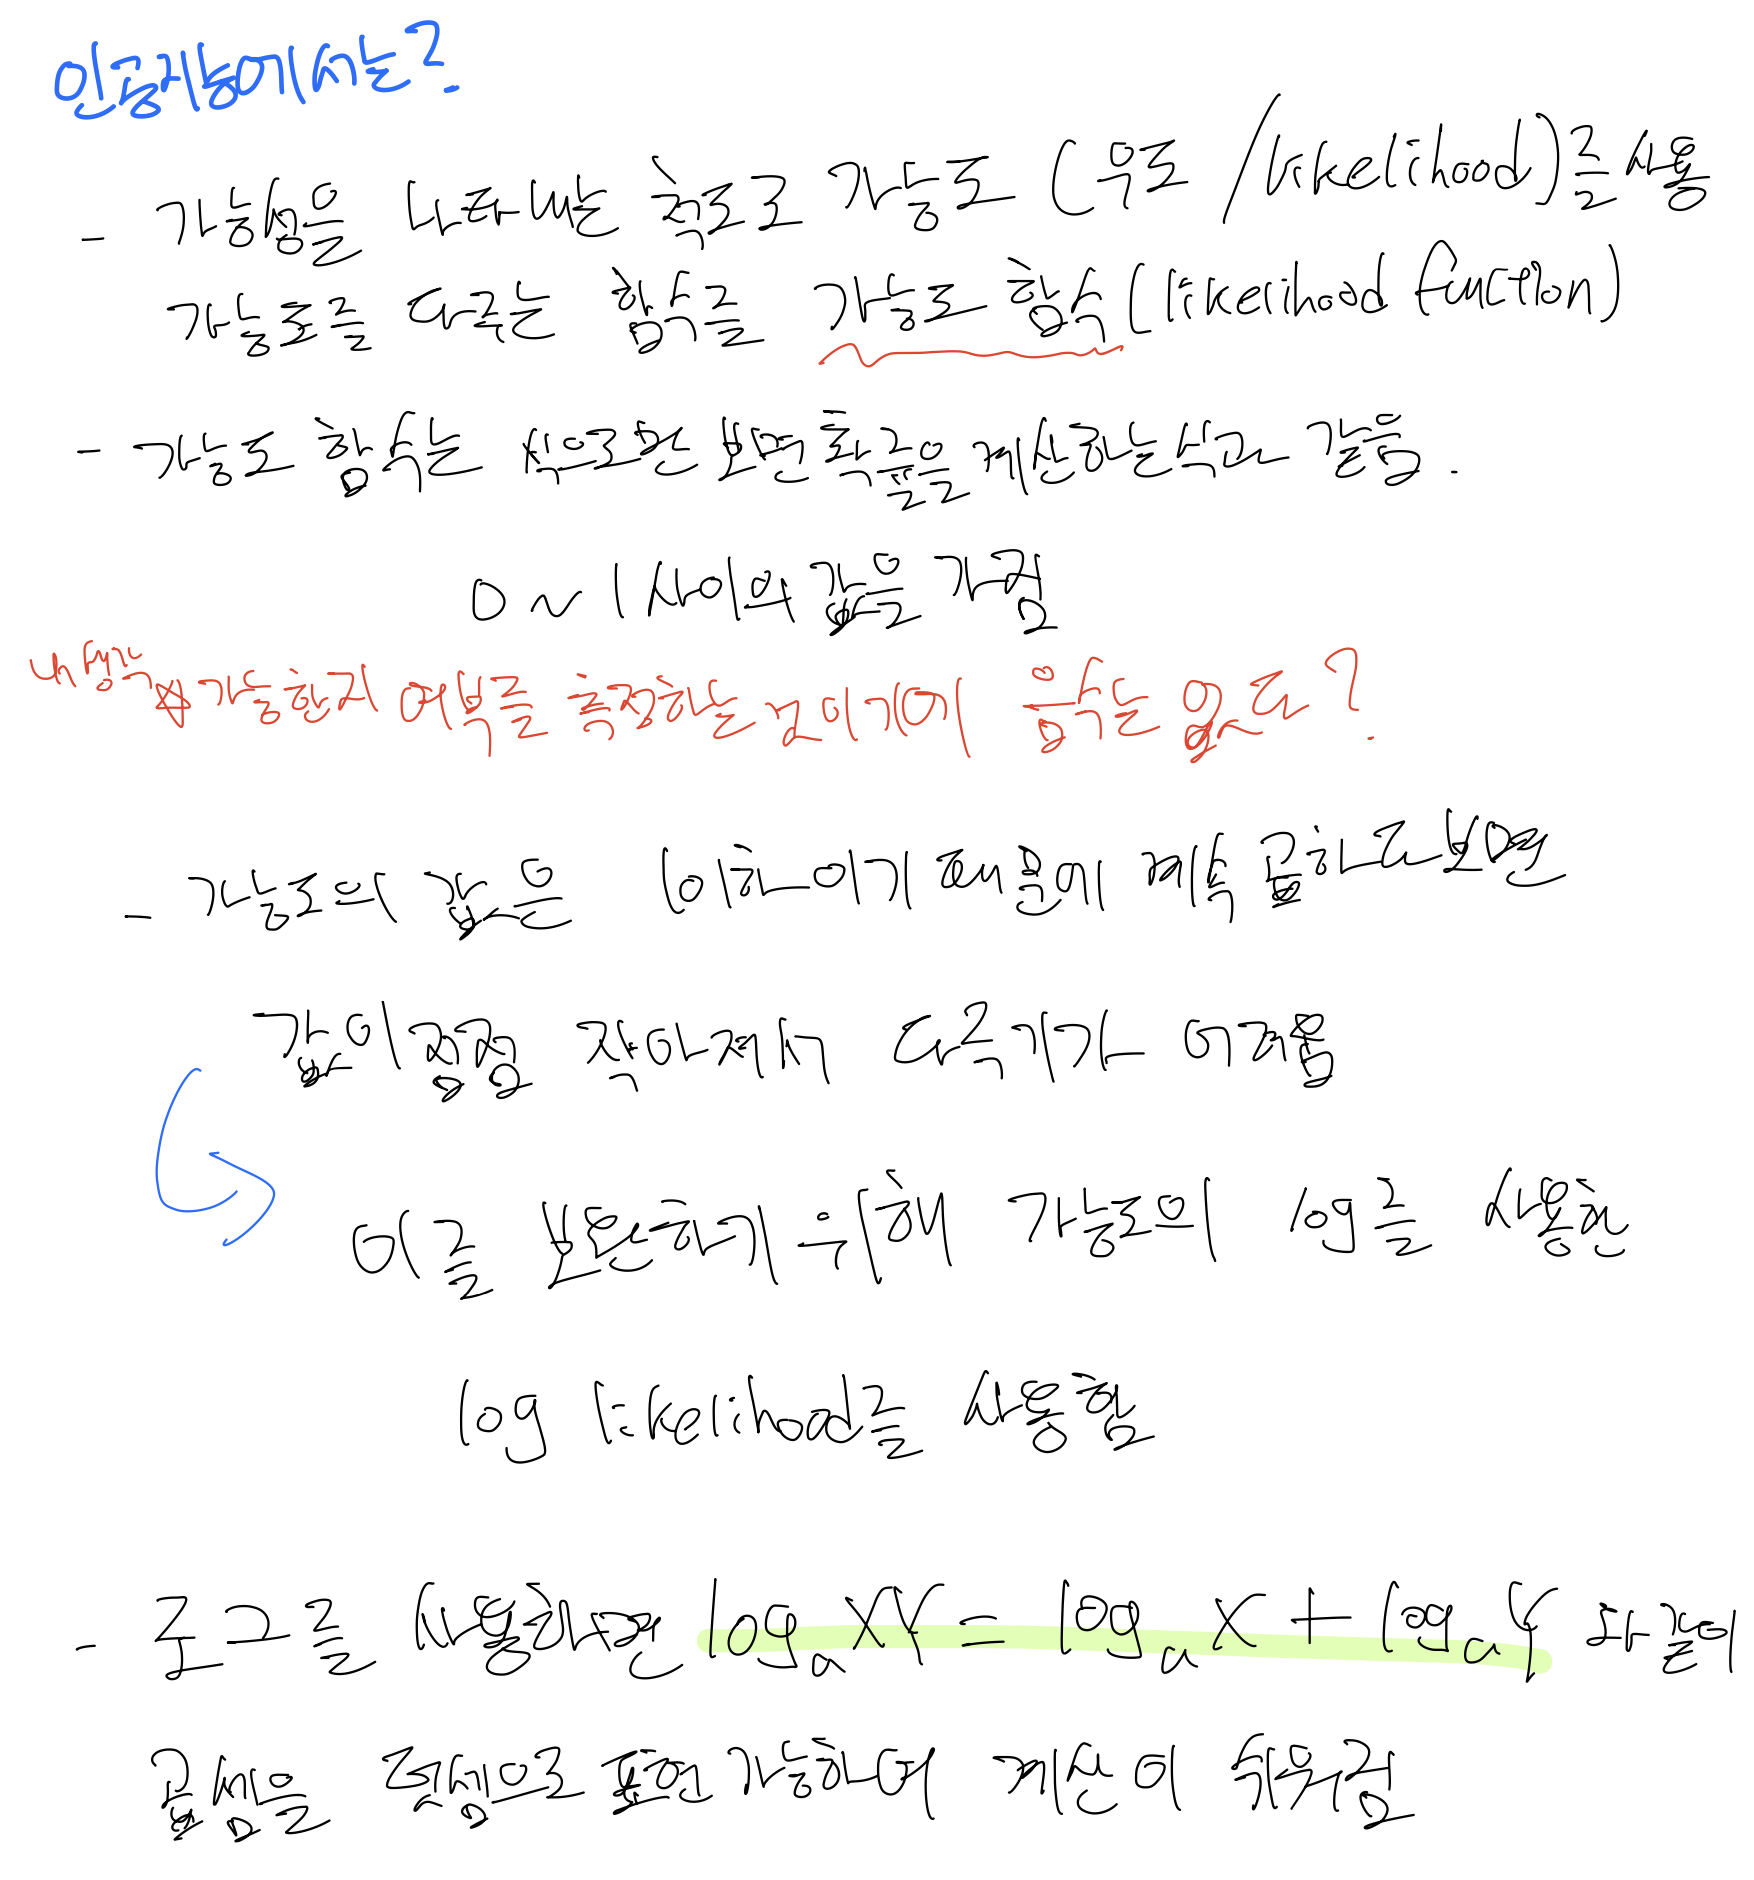 인공지능에서는?
- 가능성을 나타내는 척도로 가능도 (우도 / likelihood)를 사용
가능도를 다루는 함수를 가능도 함수 (likelihood function)
- 가능도 함수는 식으로만 보면 확률을 계산하는 식과 같음.
0 ~ 1 사이의 값을 가짐
내 생각 ☆ 가능한지 여부를 측정하는 것이기에 음수는 없다?
- 가능도의 값은 1이하이기 때문에 계속 곱하다보면
값이 점점 작아져서 다루기가 어려움
이를 보완하기 위해 가능도의 log를 사용한
log likelihood를 사용함
- 로그를 사용하면 logₐXY = logₐX + logₐY 와 같이
곱셈을 덧셈으로 표현 가능하여 계산이 쉬워짐